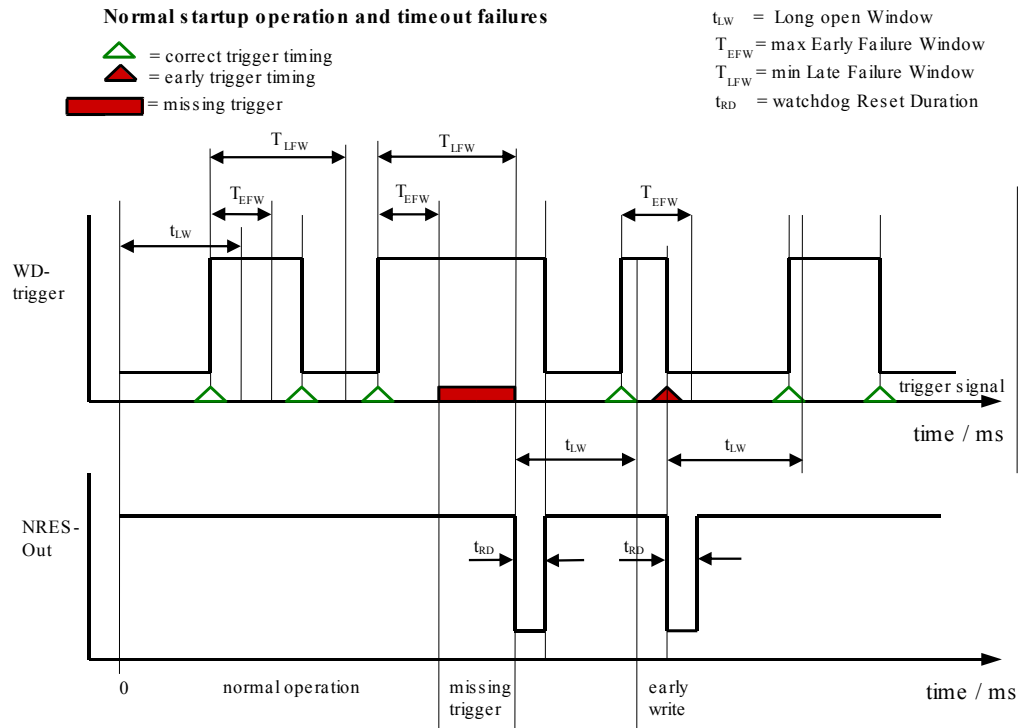 Normal startup operation and timeout failures
= correct trigger timing
= early trigger timing
= missing trigger
tLW = Long open Window
TEFW = max Early Failure Window
TLFW = min Late Failure Window
tRD = watchdog Reset Duration
TLFW
TLFW
TEFW
TEFW
TEFW
tLW
WD-
trigger
trigger signal
time / ms
tLW
tLW
NRES-
Out
tRD
tRD
0
normal operation
missing
trigger
early
write
time / ms